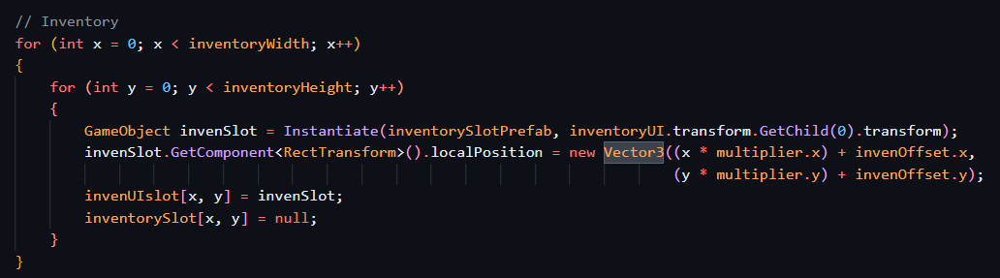 // Inventory
for (int x = 0; x < inventoryWidth; x++)
{
for (int y = 0; y < inventoryHeight; y++)
{
GameObject invenSlot = Instantiate(inventorySlotPrefab, inventoryUI.transform.GetChild(0).transform);
invenSlot.GetComponent<RectTransform>().localPosition = new Vector3((x * multiplier.x) + invenOffset.x,
(y * multiplier.y) + invenOffset.y);
invenUIslot[x, y] = invenSlot;
inventorySlot[x, y] = null;
}
}